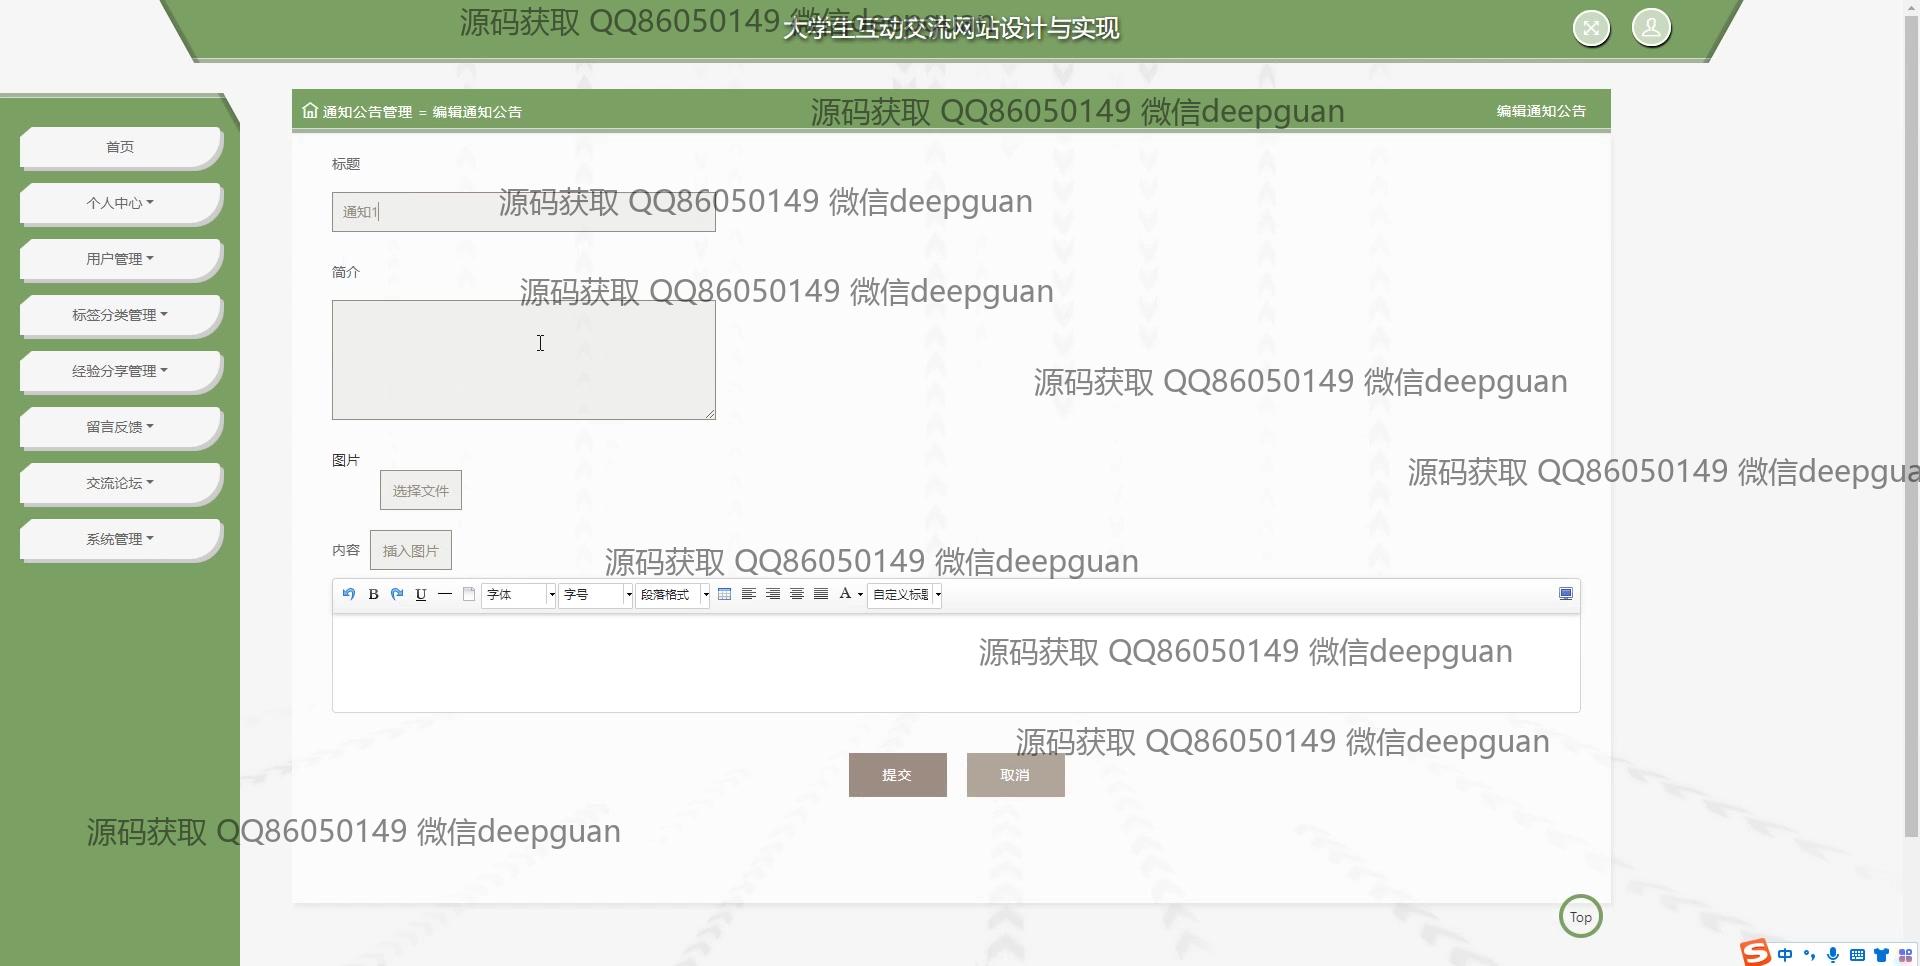 源码获取 QQ86050149 微信deepguan
大学生互动交流网站设计与实现
通知公告管理 = 编辑通知公告
源码获取 QQ86050149 微信deepguan
编辑通知公告
首页
个人中心
用户管理
标签分类管理
经验分享管理
留言反馈
交流论坛
系统管理
标题
通知1
源码获取 QQ86050149 微信deepguan
简介
源码获取 QQ86050149 微信deepguan
源码获取 QQ86050149 微信deepguan
图片
选择文件
源码获取 QQ86050149 微信deepgua
内容
插入图片
源码获取 QQ86050149 微信deepguan
B U 字体 字号 段落格式 A 自定义标题
源码获取 QQ86050149 微信deepguan
源码获取 QQ86050149 微信deepguan
提交
取消
源码获取 QQ86050149 微信deepguan
Top
S 中